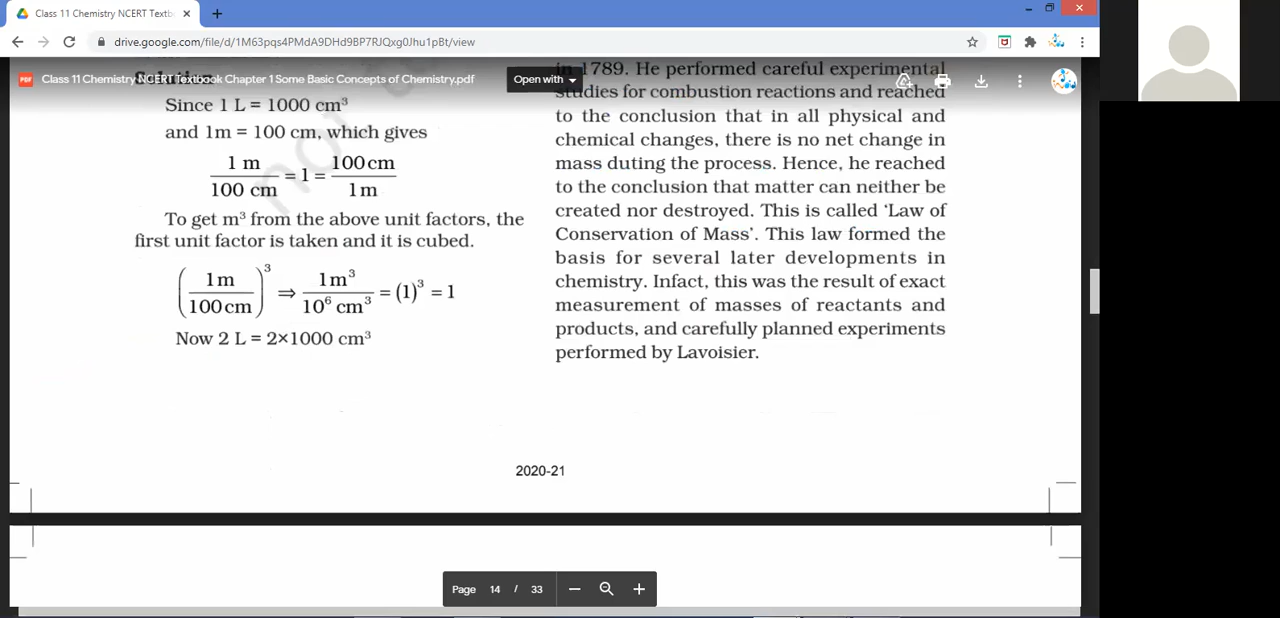 Class 11 Chemistry NCERT Textb
drive.google.com/file/d/1M63pqs4PMdA9DHd9BP7RJQxg0Jhu1pBt/view
PDF
Class 11 Chemistry NCERT Textbook Chapter 1 Some Basic Concepts of Chemistry.pdf
Open with
Solution
Since 1 L = 1000 cm³
and 1m = 100 cm, which gives
1 m / 100 cm = 1 = 100 cm / 1 m
To get m³ from the above unit factors, the
first unit factor is taken and it is cubed.
(1m / 100 cm)³ ⇒ 1 m³ / 10⁶ cm³ = (1)³ = 1
Now 2 L = 2×1000 cm³
not
in 1789. He performed careful experimental
studies for combustion reactions and reached
to the conclusion that in all physical and
chemical changes, there is no net change in
mass duting the process. Hence, he reached
to the conclusion that matter can neither be
created nor destroyed. This is called ‘Law of
Conservation of Mass’. This law formed the
basis for several later developments in
chemistry. Infact, this was the result of exact
measurement of masses of reactants and
products, and carefully planned experiments
performed by Lavoisier.
2020-21
Page 14 / 33